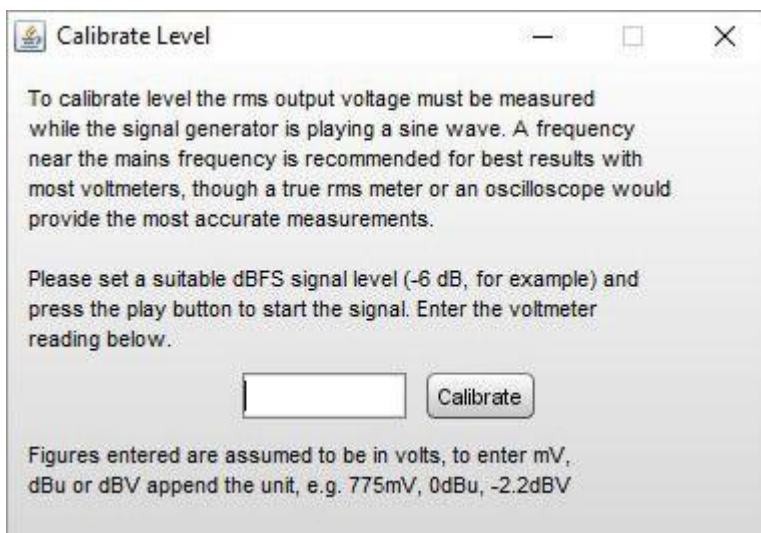 Calibrate Level
To calibrate level the rms output voltage must be measured
while the signal generator is playing a sine wave. A frequency
near the mains frequency is recommended for best results with
most voltmeters, though a true rms meter or an oscilloscope would
provide the most accurate measurements.
Please set a suitable dBFS signal level (-6 dB, for example) and
press the play button to start the signal. Enter the voltmeter
reading below.
Calibrate
Figures entered are assumed to be in volts, to enter mV,
dBu or dBV append the unit, e.g. 775mV, 0dBu, -2.2dBV